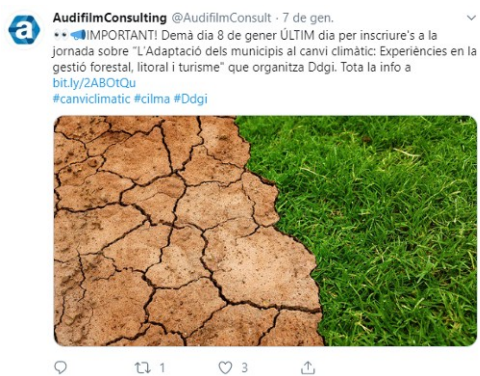 AudifilmConsulting @AudifilmConsult · 7 de gen.
👀📢IMPORTANT! Demà dia 8 de gener ÚLTIM dia per inscriure's a la
jornada sobre "L'Adaptació dels municipis al canvi climàtic: Experiències en la
gestió forestal, litoral i turisme" que organitza Ddgi. Tota la info a
bit.ly/2ABOtQu
#canviclimatic #cilma #Ddgi
1 3